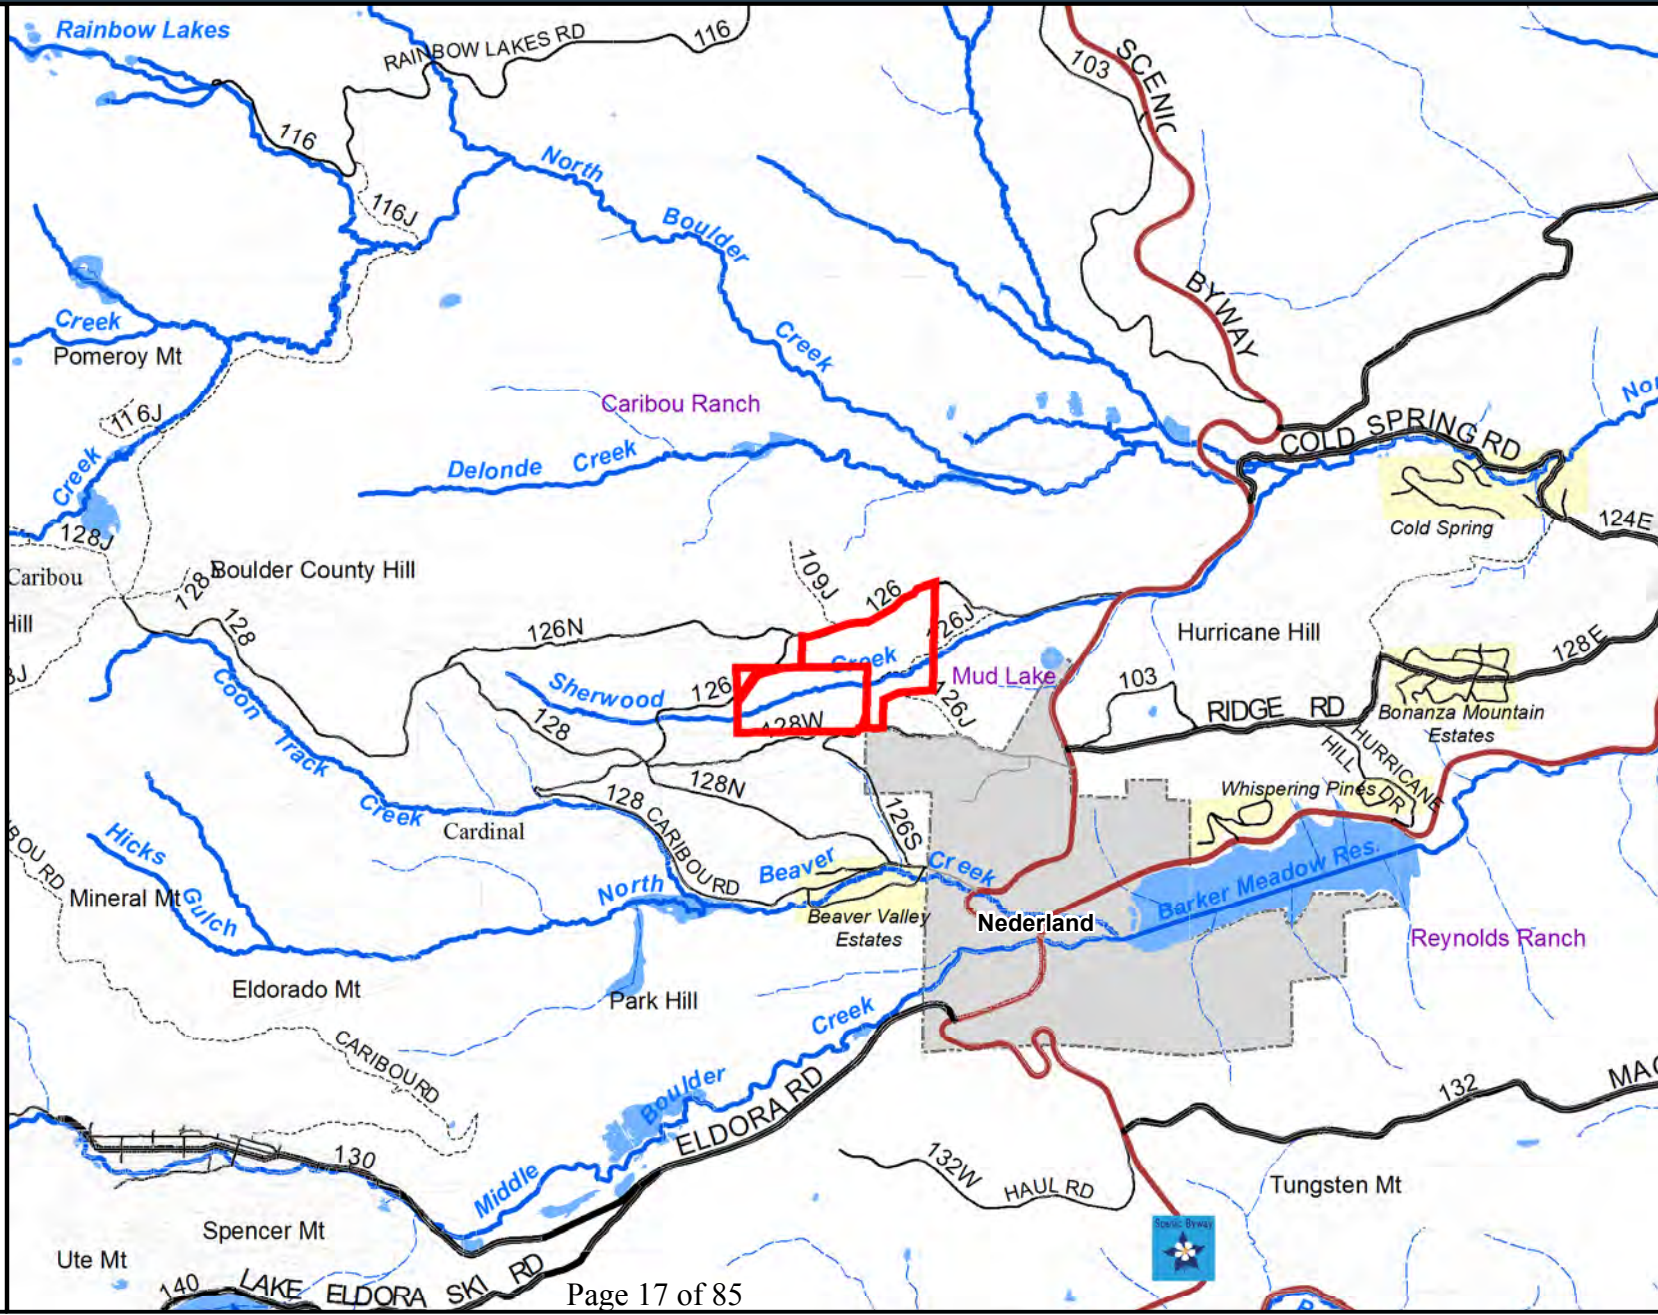 Rainbow Lakes
RAINBOW LAKES RD
116
103
SCENIC
116
North
116J
Boulder
BYWAY
Creek
Pomeroy Mt
Creek
Caribou Ranch
116J
COLD SPRING RD
Creek
Delonde Creek
Cold Spring
124E
128J
Caribou
Boulder County Hill
128J
109J
126
128
126N
126J
Hurricane Hill
128E
Creek
Mud Lake
Sherwood
126
103
126J
Coon
128
128W
RIDGE RD
Bonanza Mountain
Estates
Track
HURRICANE
HILL
DR
128N
Whispering Pines
Creek
128 CARIBOU RD
126S
Cardinal
Hicks
Beaver
Creek
Barker Meadow Res.
Mineral Mt
Gulch
North
Beaver Valley
Estates
Nederland
Reynolds Ranch
Eldorado Mt
Park Hill
Creek
CARIBOU RD
Boulder
ELDORA RD
132
130
Middle
132W
HAUL RD
Tungsten Mt
Spencer Mt
Scenic Byway
Ute Mt
140
LAKE ELDORA SKI RD
Page 17 of 85